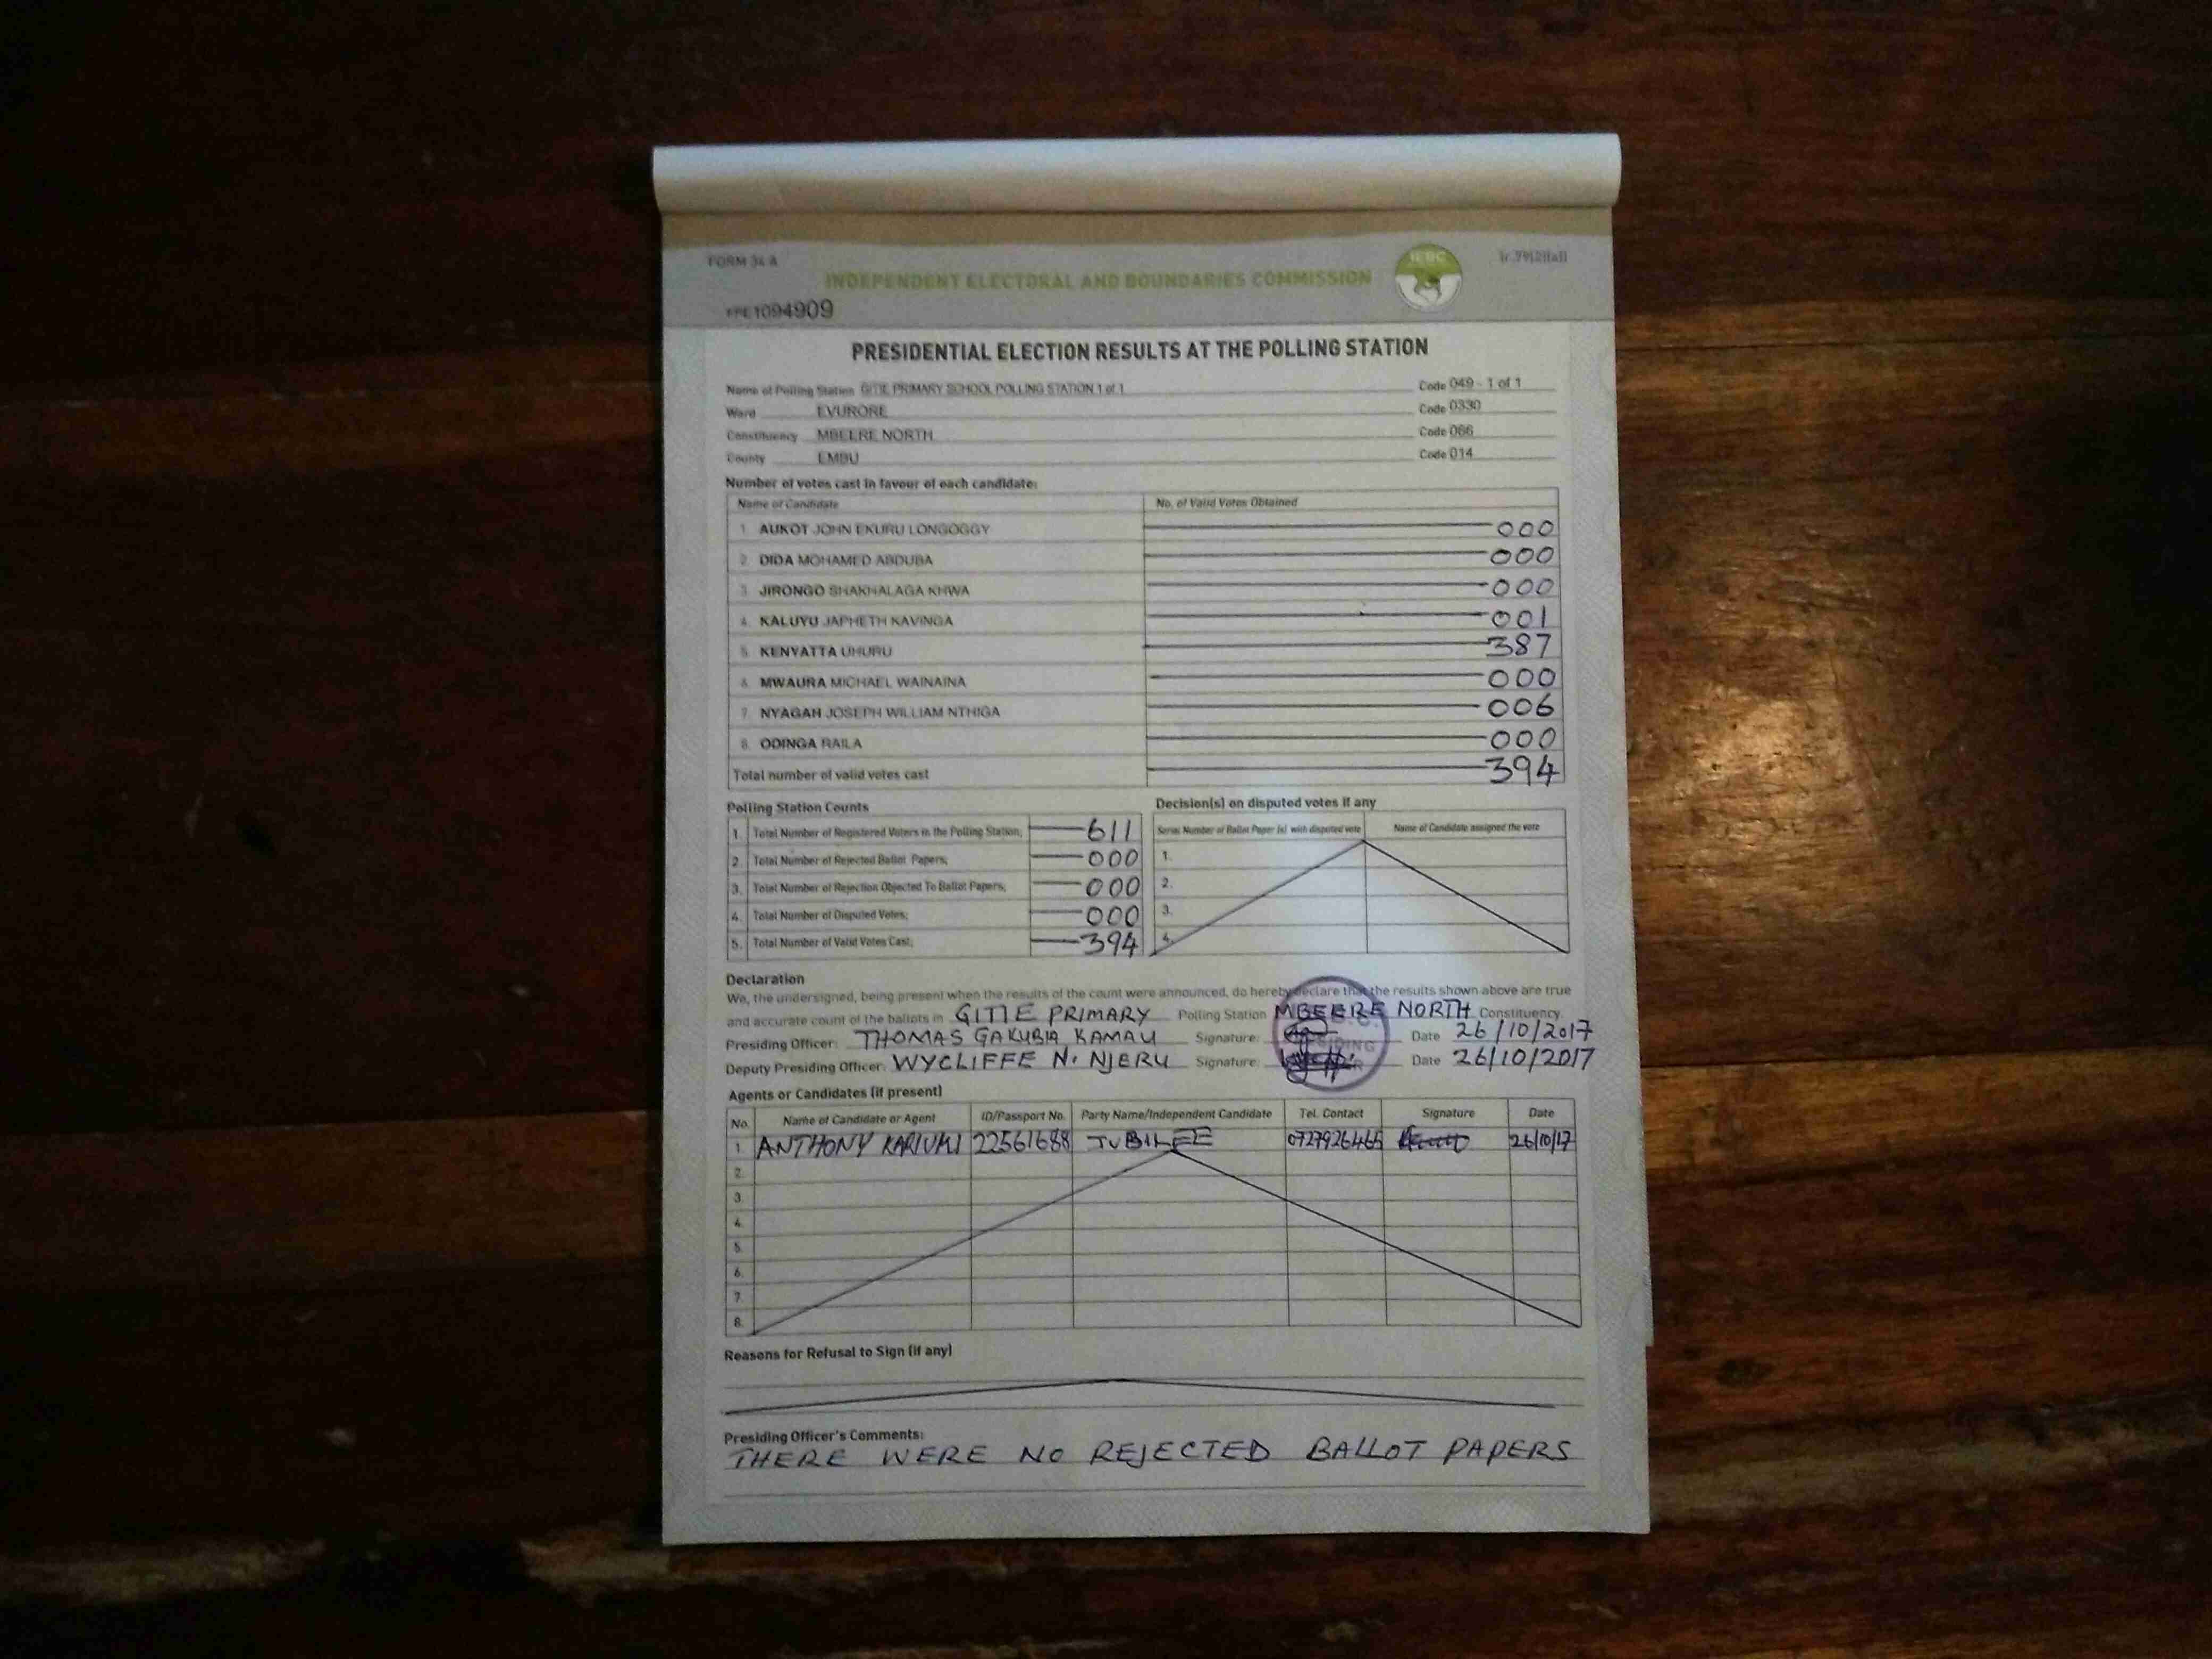 FORM 34 A
r.79(2)(a)
IEBC
INDEPENDENT ELECTORAL AND BOUNDARIES COMMISSION
1094909
PRESIDENTIAL ELECTION RESULTS AT THE POLLING STATION
Name of Polling Station GITIE PRIMARY SCHOOL POLLING STATION 1 of 1 Code 049 - 1 of 1
Ward EVURORE Code 0330
Constituency MBEERE NORTH Code 066
County EMBU Code 014
Number of votes cast in favour of each candidate:
Name of Candidate No. of Valid Votes Obtained
1. AUKOT JOHN EKURU LONGOGGY 000
2. DIDA MOHAMED ABDUBA 000
3. JIRONGO SHAKHALAGA KHWA 000
4. KALUYU JAPHETH KAVINGA 001
5. KENYATTA UHURU 387
6. MWAURA MICHAEL WAINAINA 000
7. NYAGAH JOSEPH WILLIAM NTHIGA 006
8. ODINGA RAILA 000
Total number of valid votes cast 394
Polling Station Counts
1. Total Number of Registered Voters in the Polling Station; 611
2. Total Number of Rejected Ballot Papers; 000
3. Total Number of Rejection Objected To Ballot Papers; 000
4. Total Number of Disputed Votes; 000
5. Total Number of Valid Votes Cast; 394
Decision(s) on disputed votes if any
Serial Number of Ballot Paper (s) with disputed vote Name of Candidate assigned the vote
1.
2.
3.
4.
Declaration
We, the undersigned, being present when the results of the count were announced, do hereby declare that the results shown above are true
and accurate count of the ballots in GITIE PRIMARY Polling Station MBEERE NORTH Constituency
Presiding Officer: THOMAS GAKUBIA KAMAU Signature: Date 26/10/2017
Deputy Presiding Officer: WYCLIFFE N. NJERU Signature: Date 26/10/2017
Agents or Candidates (if present)
No. Name of Candidate or Agent ID/Passport No. Party Name/Independent Candidate Tel. Contact Signature Date
1 ANTHONY KARIUKI 22561688 JUBILEE 0727926465 26/10/17
2.
3.
4.
5.
6.
7.
8.
Reasons for Refusal to Sign (if any)
Presiding Officer's Comments:
THERE WERE NO REJECTED BALLOT PAPERS